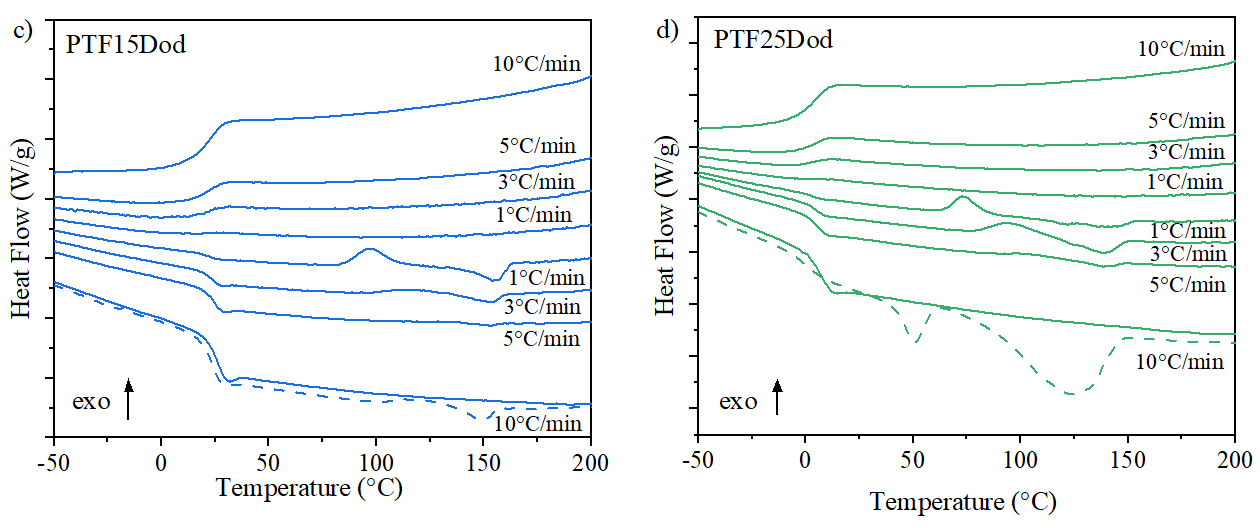 c)
PTF15Dod
10°C/min
5°C/min
3°C/min
1°C/min
1°C/min
3°C/min
5°C/min
10°C/min
exo
Heat Flow (W/g)
-50 0 50 100 150 200
Temperature (°C)
d)
PTF25Dod
10°C/min
5°C/min
3°C/min
1°C/min
1°C/min
3°C/min
5°C/min
10°C/min
exo
Heat Flow (W/g)
-50 0 50 100 150 200
Temperature (°C)